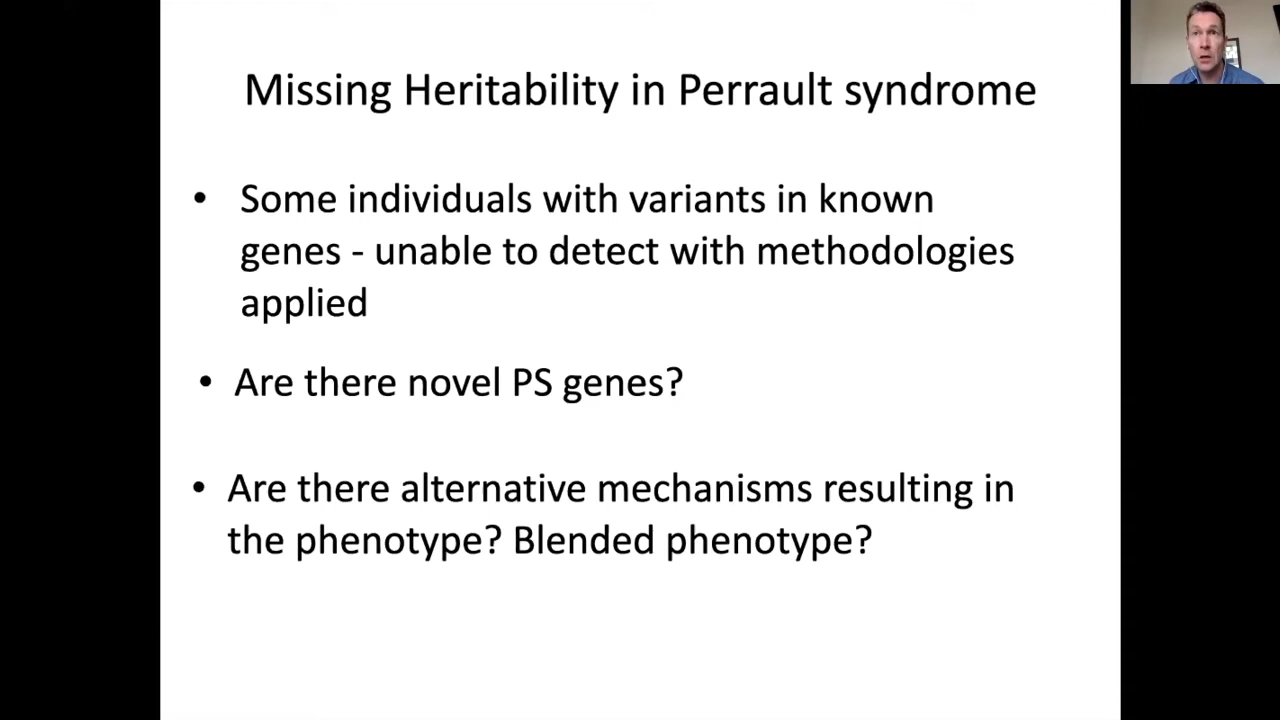 Missing Heritability in Perrault syndrome
• Some individuals with variants in known
genes - unable to detect with methodologies
applied
• Are there novel PS genes?
• Are there alternative mechanisms resulting in
the phenotype? Blended phenotype?